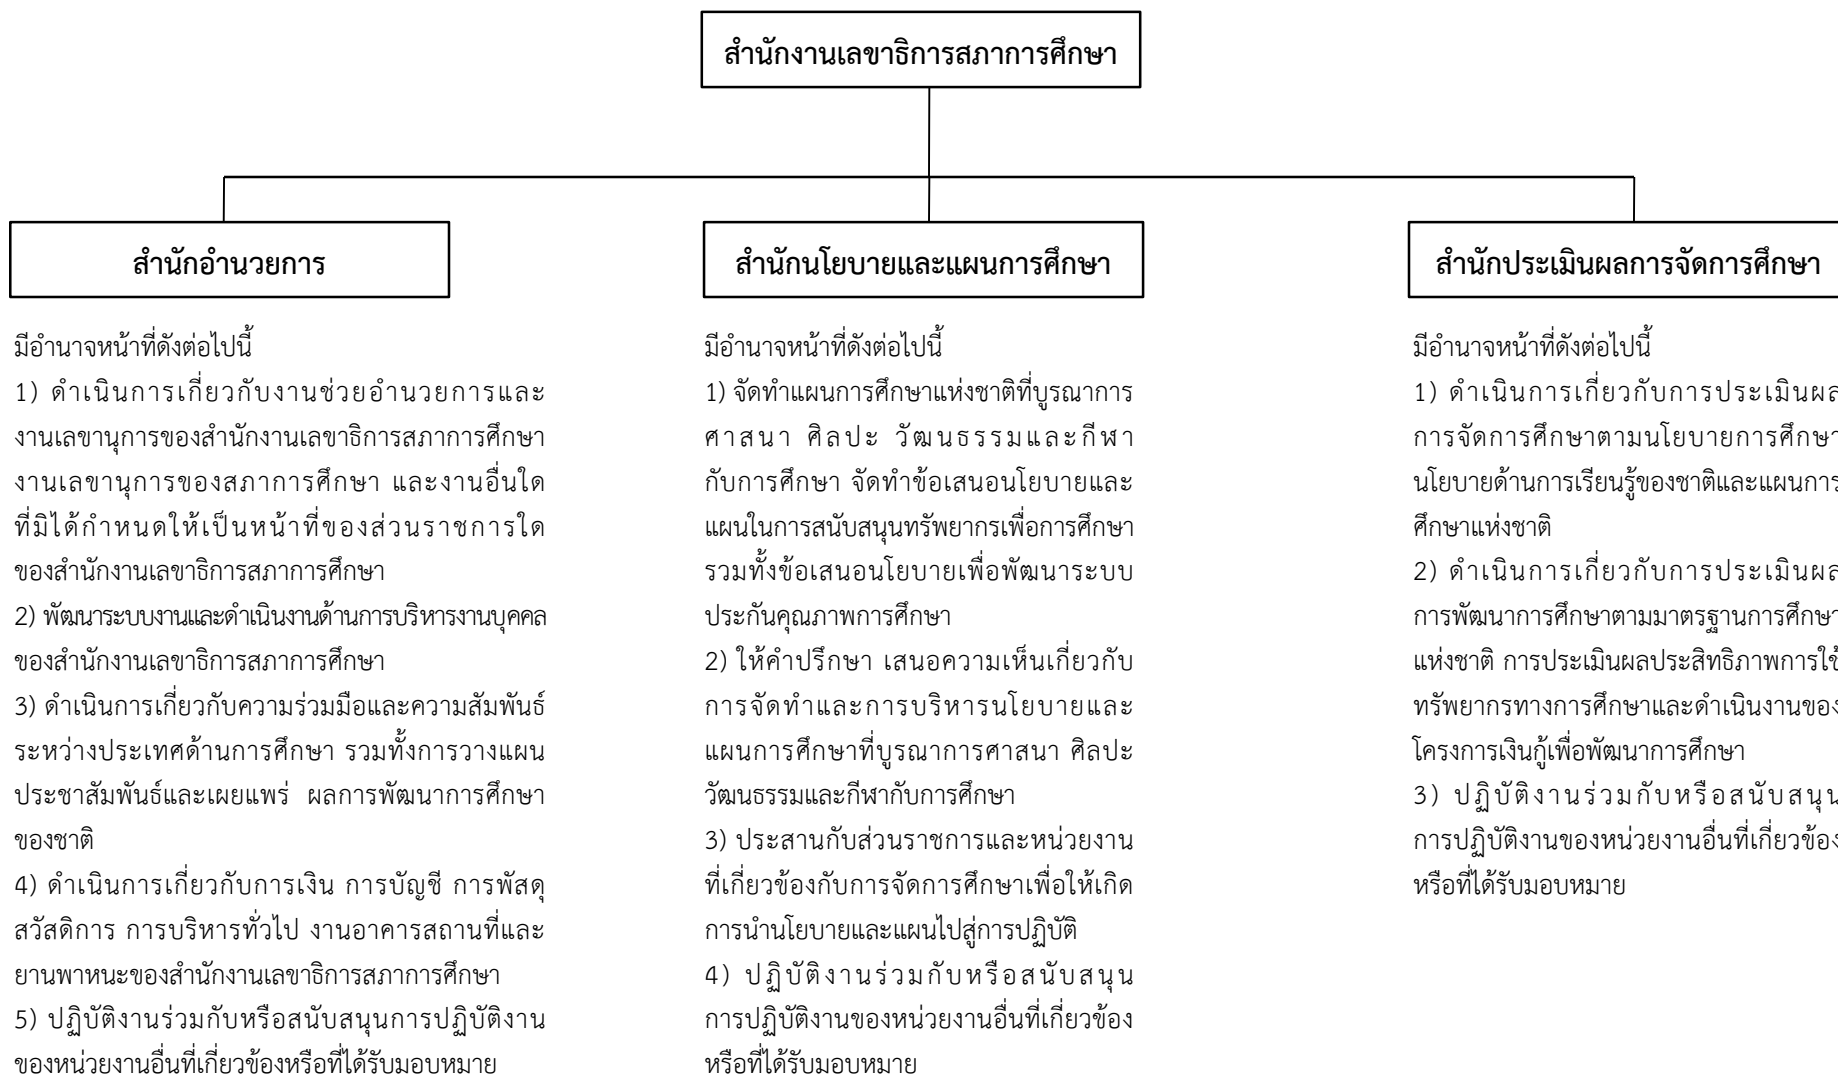 สำนักงานเลขาธิการสภาการศึกษา
สำนักอำนวยการ
มีอำนาจหน้าที่ดังต่อไปนี้
1) ดำเนินการเกี่ยวกับงานช่วยอำนวยการและ
งานเลขานุการของสำนักงานเลขาธิการสภาการศึกษา
งานเลขานุการของสภาการศึกษา และงานอื่นใด
ที่มิได้กำหนดให้เป็นหน้าที่ของส่วนราชการใด
ของสำนักงานเลขาธิการสภาการศึกษา
2) พัฒนาระบบงานและดำเนินงานด้านการบริหารงานบุคคล
ของสำนักงานเลขาธิการสภาการศึกษา
3) ดำเนินการเกี่ยวกับความร่วมมือและความสัมพันธ์
ระหว่างประเทศด้านการศึกษา รวมทั้งการวางแผน
ประชาสัมพันธ์และเผยแพร่ ผลการพัฒนาการศึกษา
ของชาติ
4) ดำเนินการเกี่ยวกับการเงิน การบัญชี การพัสดุ
สวัสดิการ การบริหารทั่วไป งานอาคารสถานที่และ
ยานพาหนะของสำนักงานเลขาธิการสภาการศึกษา
5) ปฏิบัติงานร่วมกับหรือสนับสนุนการปฏิบัติงาน
ของหน่วยงานอื่นที่เกี่ยวข้องหรือที่ได้รับมอบหมาย
สำนักนโยบายและแผนการศึกษา
มีอำนาจหน้าที่ดังต่อไปนี้
1) จัดทำแผนการศึกษาแห่งชาติที่บูรณาการ
ศาสนา ศิลปะ วัฒนธรรมและกีฬา
กับการศึกษา จัดทำข้อเสนอนโยบายและ
แผนในการสนับสนุนทรัพยากรเพื่อการศึกษา
รวมทั้งข้อเสนอนโยบายเพื่อพัฒนาระบบ
ประกันคุณภาพการศึกษา
2) ให้คำปรึกษา เสนอความเห็นเกี่ยวกับ
การจัดทำและการบริหารนโยบายและ
แผนการศึกษาที่บูรณาการศาสนา ศิลปะ
วัฒนธรรมและกีฬากับการศึกษา
3) ประสานกับส่วนราชการและหน่วยงาน
ที่เกี่ยวข้องกับการจัดการศึกษาเพื่อให้เกิด
การนำนโยบายและแผนไปสู่การปฏิบัติ
4) ปฏิบัติงานร่วมกับหรือสนับสนุน
การปฏิบัติงานของหน่วยงานอื่นที่เกี่ยวข้อง
หรือที่ได้รับมอบหมาย
สำนักประเมินผลการจัดการศึกษา
มีอำนาจหน้าที่ดังต่อไปนี้
1) ดำเนินการเกี่ยวกับการประเมินผล
การจัดการศึกษาตามนโยบายการศึกษา
นโยบายด้านการเรียนรู้ของชาติและแผนการ
ศึกษาแห่งชาติ
2) ดำเนินการเกี่ยวกับการประเมินผล
การพัฒนาการศึกษาตามมาตรฐานการศึกษา
แห่งชาติ การประเมินผลประสิทธิภาพการใช้
ทรัพยากรทางการศึกษาและดำเนินงานของ
โครงการเงินกู้เพื่อพัฒนาการศึกษา
3) ปฏิบัติงานร่วมกับหรือสนับสนุน
การปฏิบัติงานของหน่วยงานอื่นที่เกี่ยวข้อง
หรือที่ได้รับมอบหมาย